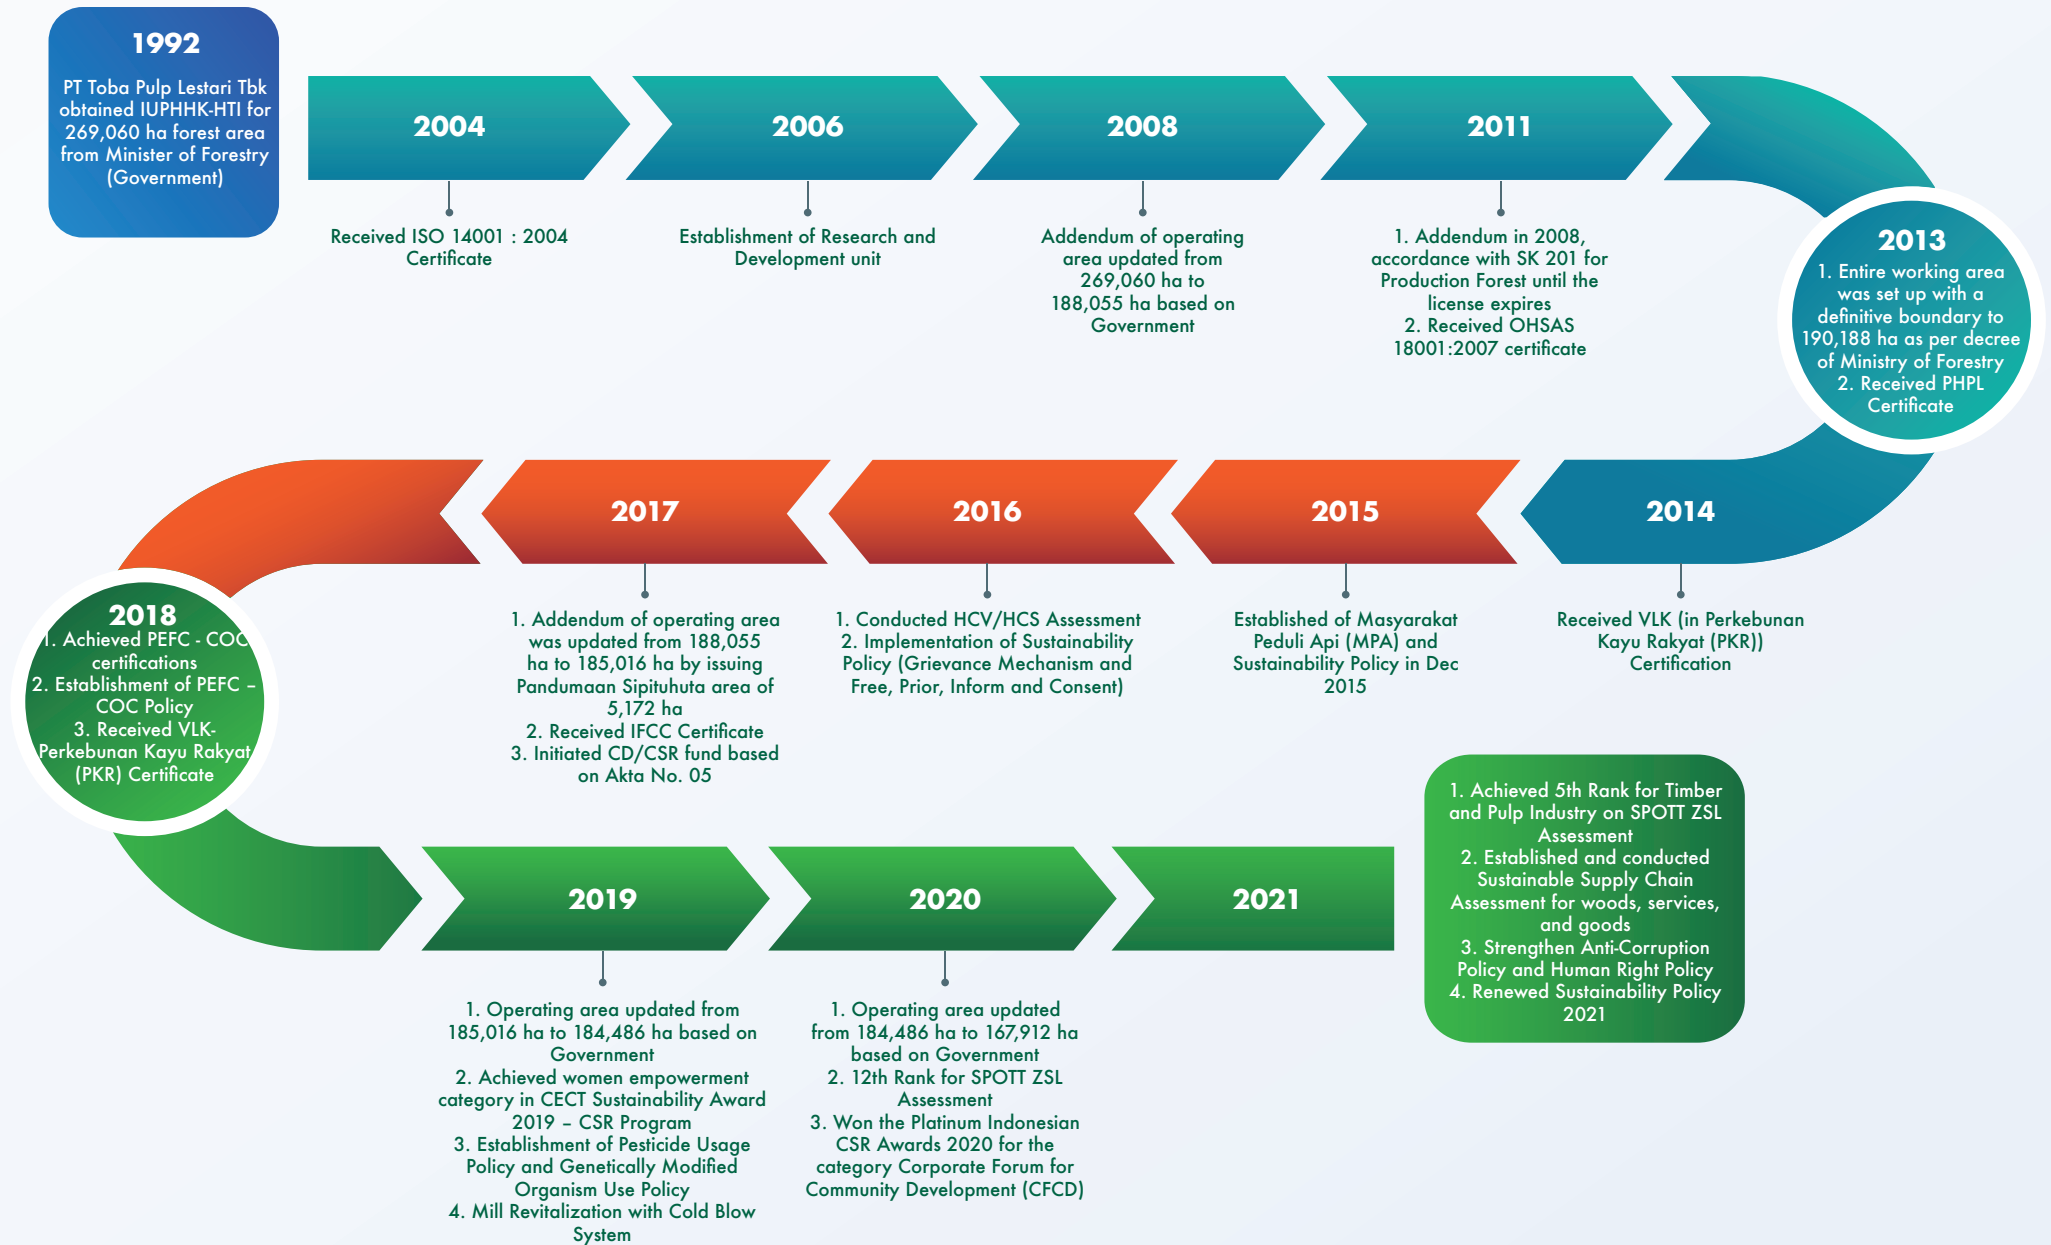 1992
PT Toba Pulp Lestari Tbk
obtained IUPHHK-HTI for
269,060 ha forest area
from Minister of Forestry
(Government)
2004
Received ISO 14001 : 2004
Certificate
2006
Establishment of Research and
Development unit
2008
Addendum of operating
area updated from
269,060 ha to
188,055 ha based on
Government
2011
1. Addendum in 2008,
accordance with SK 201 for
Production Forest until the
license expires
2. Received OHSAS
18001:2007 certificate
2013
1. Entire working area
was set up with a
definitive boundary to
190,188 ha as per decree
of Ministry of Forestry
2. Received PHPL
Certificate
2014
Received VLK (in Perkebunan
Kayu Rakyat (PKR))
Certification
2015
Established of Masyarakat
Peduli Api (MPA) and
Sustainability Policy in Dec
2015
2016
1. Conducted HCV/HCS Assessment
2. Implementation of Sustainability
Policy (Grievance Mechanism and
Free, Prior, Inform and Consent)
2017
1. Addendum of operating area
was updated from 188,055
ha to 185,016 ha by issuing
Pandumaan Sipituhuta area of
5,172 ha
2. Received IFCC Certificate
3. Initiated CD/CSR fund based
on Akta No. 05
2018
1. Achieved PEFC - COC
certifications
2. Establishment of PEFC –
COC Policy
3. Received VLK-
Perkebunan Kayu Rakyat
(PKR) Certificate
2019
1. Operating area updated from
185,016 ha to 184,486 ha based on
Government
2. Achieved women empowerment
category in CECT Sustainability Award
2019 – CSR Program
3. Establishment of Pesticide Usage
Policy and Genetically Modified
Organism Use Policy
4. Mill Revitalization with Cold Blow
System
2020
1. Operating area updated
from 184,486 ha to 167,912 ha
based on Government
2. 12th Rank for SPOTT ZSL
Assessment
3. Won the Platinum Indonesian
CSR Awards 2020 for the
category Corporate Forum for
Community Development (CFCD)
2021
1. Achieved 5th Rank for Timber
and Pulp Industry on SPOTT ZSL
Assessment
2. Established and conducted
Sustainable Supply Chain
Assessment for woods, services,
and goods
3. Strengthen Anti-Corruption
Policy and Human Right Policy
4. Renewed Sustainability Policy
2021